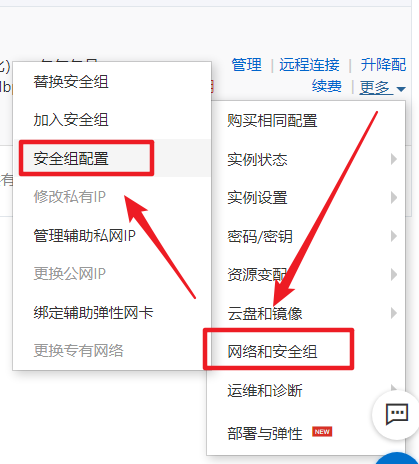 管理 | 远程连接 | 升降配
续费 | 更多
替换安全组
加入安全组
安全组配置
修改私有IP
管理辅助私网IP
更换公网IP
绑定辅助弹性网卡
更换专有网络
购买相同配置
实例状态
实例设置
密码/密钥
资源变配
云盘和镜像
网络和安全组
运维和诊断
部署与弹性 NEW